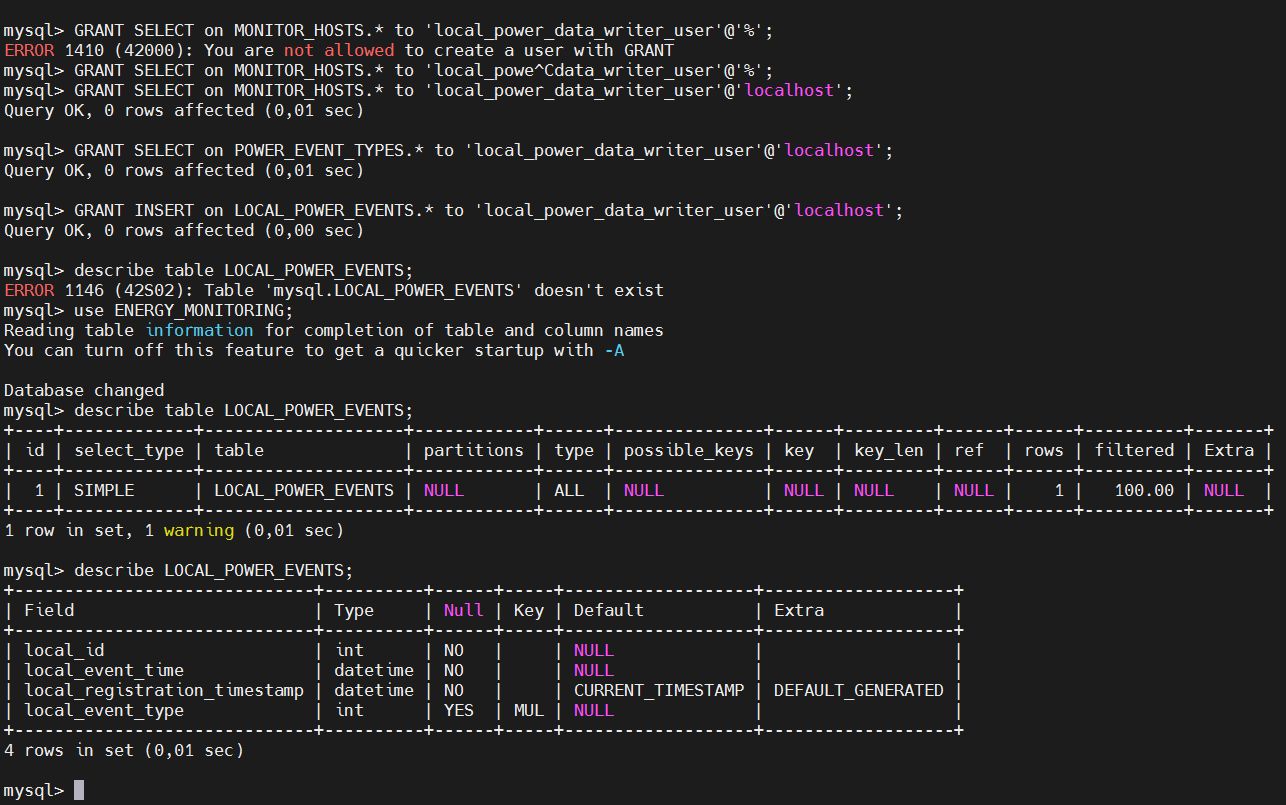 mysql> GRANT SELECT on MONITOR_HOSTS.* to 'local_power_data_writer_user'@'%';
ERROR 1410 (42000): You are not allowed to create a user with GRANT
mysql> GRANT SELECT on MONITOR_HOSTS.* to 'local_powe^Cdata_writer_user'@'%';
mysql> GRANT SELECT on MONITOR_HOSTS.* to 'local_power_data_writer_user'@'localhost';
Query OK, 0 rows affected (0,01 sec)

mysql> GRANT SELECT on POWER_EVENT_TYPES.* to 'local_power_data_writer_user'@'localhost';
Query OK, 0 rows affected (0,01 sec)

mysql> GRANT INSERT on LOCAL_POWER_EVENTS.* to 'local_power_data_writer_user'@'localhost';
Query OK, 0 rows affected (0,00 sec)

mysql> describe table LOCAL_POWER_EVENTS;
ERROR 1146 (42S02): Table 'mysql.LOCAL_POWER_EVENTS' doesn't exist
mysql> use ENERGY_MONITORING;
Reading table information for completion of table and column names
You can turn off this feature to get a quicker startup with -A

Database changed
mysql> describe table LOCAL_POWER_EVENTS;
+----+-------------+--------------------+------------+------+---------------+------+---------+------+------+----------+-------+
| id | select_type | table              | partitions | type | possible_keys | key  | key_len | ref  | rows | filtered | Extra |
+----+-------------+--------------------+------------+------+---------------+------+---------+------+------+----------+-------+
|  1 | SIMPLE      | LOCAL_POWER_EVENTS | NULL       | ALL  | NULL          | NULL | NULL    | NULL |    1 |   100.00 | NULL  |
+----+-------------+--------------------+------------+------+---------------+------+---------+------+------+----------+-------+
1 row in set, 1 warning (0,01 sec)

mysql> describe LOCAL_POWER_EVENTS;
+------------------------------+----------+------+-----+-------------------+-------------------+
| Field                        | Type     | Null | Key | Default           | Extra             |
+------------------------------+----------+------+-----+-------------------+-------------------+
| local_id                     | int      | NO   |     | NULL              |                   |
| local_event_time             | datetime | NO   |     | NULL              |                   |
| local_registration_timestamp | datetime | NO   |     | CURRENT_TIMESTAMP | DEFAULT_GENERATED |
| local_event_type             | int      | YES  | MUL | NULL              |                   |
+------------------------------+----------+------+-----+-------------------+-------------------+
4 rows in set (0,01 sec)

mysql>